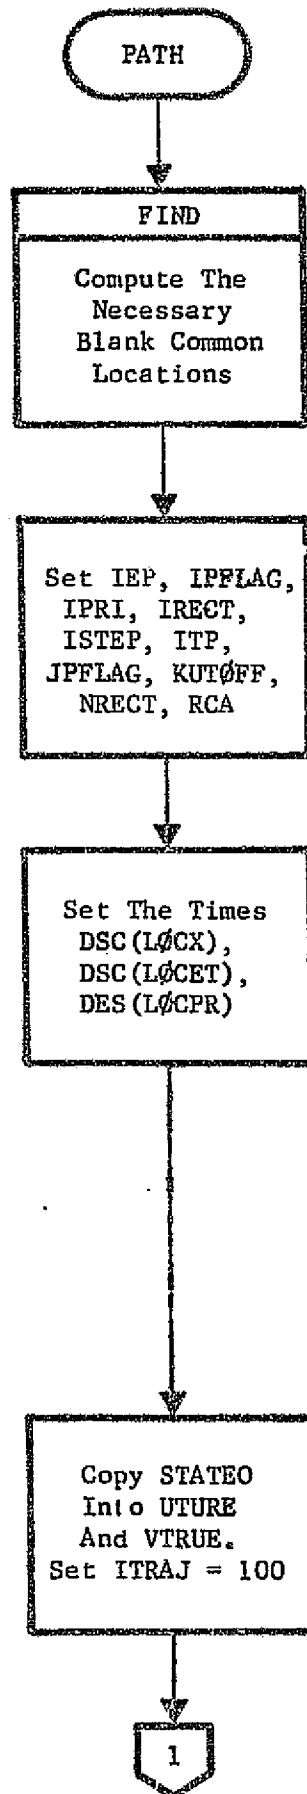 PATH
FIND
Compute The
Necessary
Blank Common
Locations
Set IEP, IPFLAG,
IPRI, IRECT,
ISTEP, ITP,
JPFLAG, KUTØFF,
NRECT, RCA
Set The Times
DSC(LØCX),
DSC(LØCET),
DES(LØCPR)
Copy STATEO
Into UTURE
And VTRUE.
Set ITRAJ = 100
1